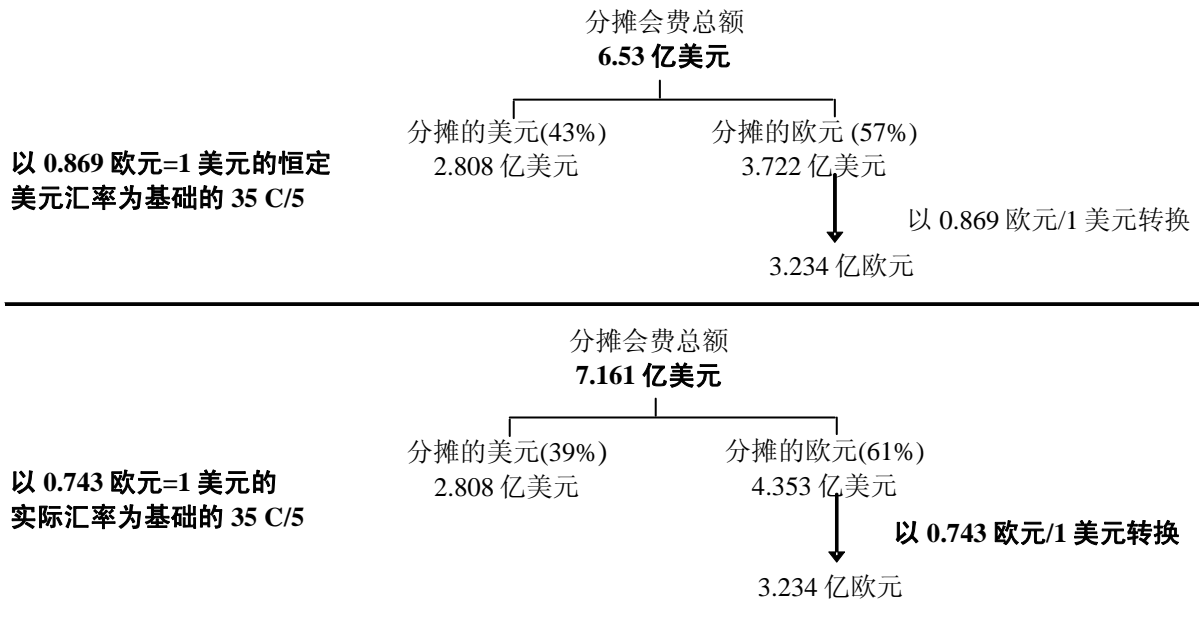 分摊会费总额
6.53 亿美元
分摊的美元(43%)
分摊的欧元 (57%)
以 0.869 欧元=1 美元的恒定
美元汇率为基础的 35 C/5
2.808 亿美元
3.722 亿美元
以 0.869 欧元/1 美元转换
3.234 亿欧元
分摊会费总额
7.161 亿美元
分摊的美元(39%)
分摊的欧元(61%)
以 0.743 欧元=1 美元的
实际汇率为基础的 35 C/5
2.808 亿美元
4.353 亿美元
以 0.743 欧元/1 美元转换
3.234 亿欧元